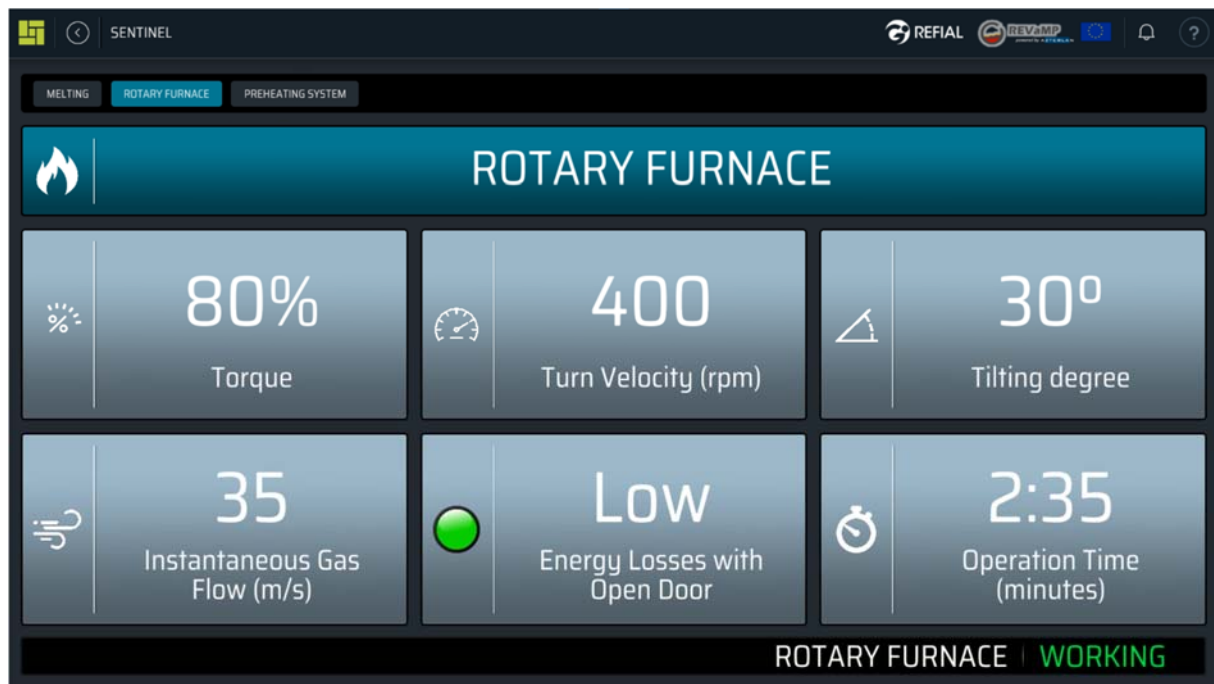 SENTINEL
REFIAL
REVaMP
?
MELTING
ROTARY FURNACE
PREHEATING SYSTEM
ROTARY FURNACE
%
80%
Torque
400
Turn Velocity (rpm)
30º
Tilting degree
35
Instantaneous Gas
Flow (m/s)
Low
Energy Losses with
Open Door
2:35
Operation Time
(minutes)
ROTARY FURNACE | WORKING